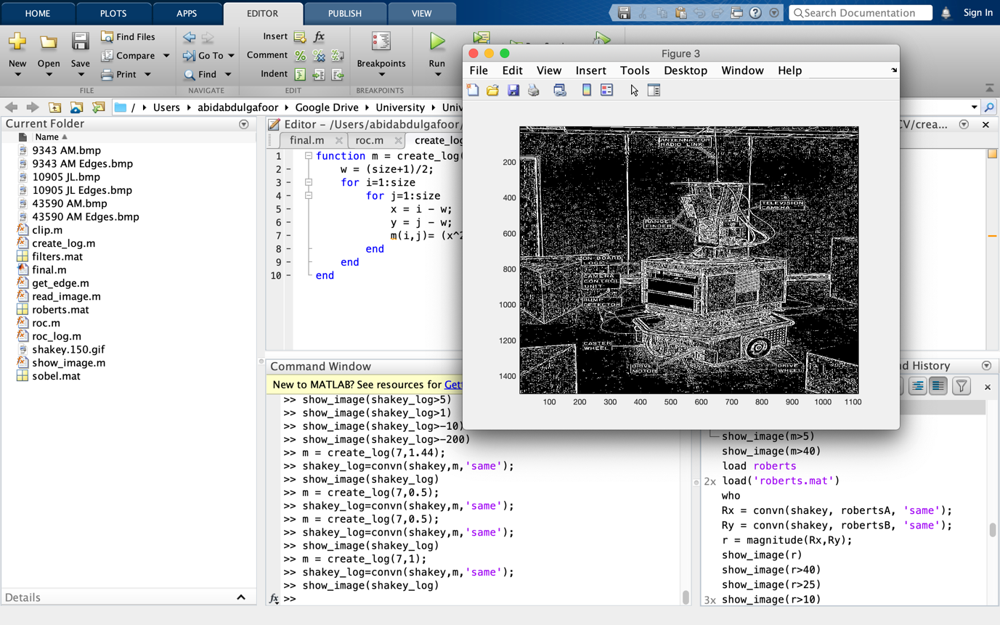 HOME PLOTS APPS EDITOR PUBLISH VIEW
Search Documentation
Sign In
New
Open
Save
Find Files
Compare
Print
FILE
Go To
Find
NAVIGATE
Insert
fx
Comment
Indent
EDIT
Breakpoints
BREAKPOINTS
Run
/ Users abidabdulgafoor Google Drive University Univ
Current Folder
Name
9343 AM.bmp
9343 AM Edges.bmp
10905 JL.bmp
10905 JL Edges.bmp
43590 AM.bmp
43590 AM Edges.bmp
clip.m
create_log.m
filters.mat
final.m
get_edge.m
read_image.m
roberts.mat
roc.m
roc_log.m
shakey.150.gif
show_image.m
sobel.mat
Details
Editor – /Users/abidabdulgafoor/
CV/crea...
final.m roc.m create_log
1 function m = create_log(
2 – w = (size+1)/2;
3 – for i=1:size
4 – for j=1:size
5 – x = i - w;
6 – y = j - w;
7 – m(i,j)= (x^2
8 – end
9 – end
10 – end
Command Window
New to MATLAB? See resources for Gett
>> show_image(shakey_log>5)
>> show_image(shakey_log>1)
>> show_image(shakey_log>-10)
>> show_image(shakey_log>-200)
>> m = create_log(7,1.44);
>> shakey_log=convn(shakey,m,'same');
>> show_image(shakey_log)
>> m = create_log(7,0.5);
>> shakey_log=convn(shakey,m,'same');
>> m = create_log(7,0.5);
>> shakey_log=convn(shakey,m,'same');
>> show_image(shakey_log)
>> m = create_log(7,1);
>> shakey_log=convn(shakey,m,'same');
>> show_image(shakey_log)
fx >>
Figure 3
File Edit View Insert Tools Desktop Window Help
200
400
600
800
1000
1200
1400
100 200 300 400 500 600 700 800 900 1000 1100
ANTENNA FOR
RADIO LINK
TELEVISION
CAMERA
RANGE
FINDER
ON-BOARD
LOGIC
CAMERA
CONTROL
UNIT
BUMP
DETECTOR
CASTER
WHEEL
DRIVE
MOTOR
DRIVE
WHEEL
d History
show_image(m>5)
show_image(m>40)
load roberts
2x load('roberts.mat')
who
Rx = convn(shakey, robertsA, 'same');
Ry = convn(shakey, robertsB, 'same');
r = magnitude(Rx,Ry);
show_image(r)
show_image(r>40)
show_image(r>25)
3x show_image(r>10)